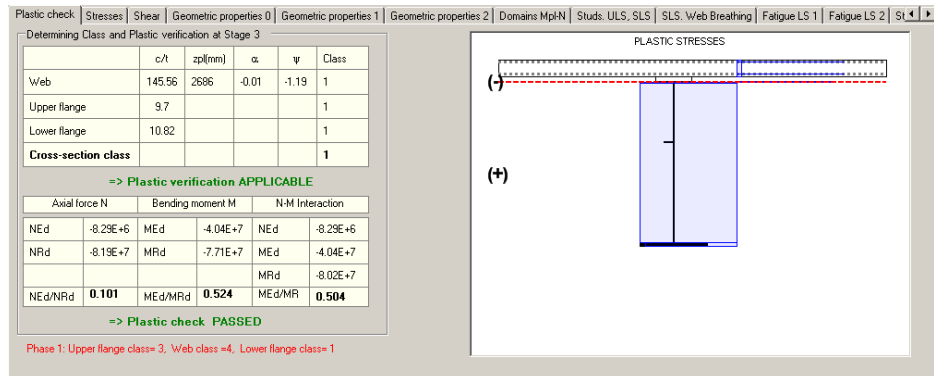 Plastic check Stresses Shear Geometric properties 0 Geometric properties 1 Geometric properties 2 Domains Mpl-N Studs. ULS, SLS SLS. Web Breathing Fatigue LS 1 Fatigue LS 2
Determining Class and Plastic verification at Stage 3
c/t zpl(mm) α ψ Class
Web 145.56 2686 -0.01 -1.19 1
Upper flange 9.7 1
Lower flange 10.82 1
Cross-section class 1
=> Plastic verification APPLICABLE
Axial force N Bending moment M N-M Interaction
NEd -8.29E+6 MEd -4.04E+7 NEd -8.29E+6
NRd -8.19E+7 MRd -7.71E+7 MEd -4.04E+7
MRd -8.02E+7
NEd/NRd 0.101 MEd/MRd 0.524 MEd/MR 0.504
=> Plastic check PASSED
Phase 1: Upper flange class= 3, Web class =4, Lower flange class= 1
PLASTIC STRESSES
(-)
(+)